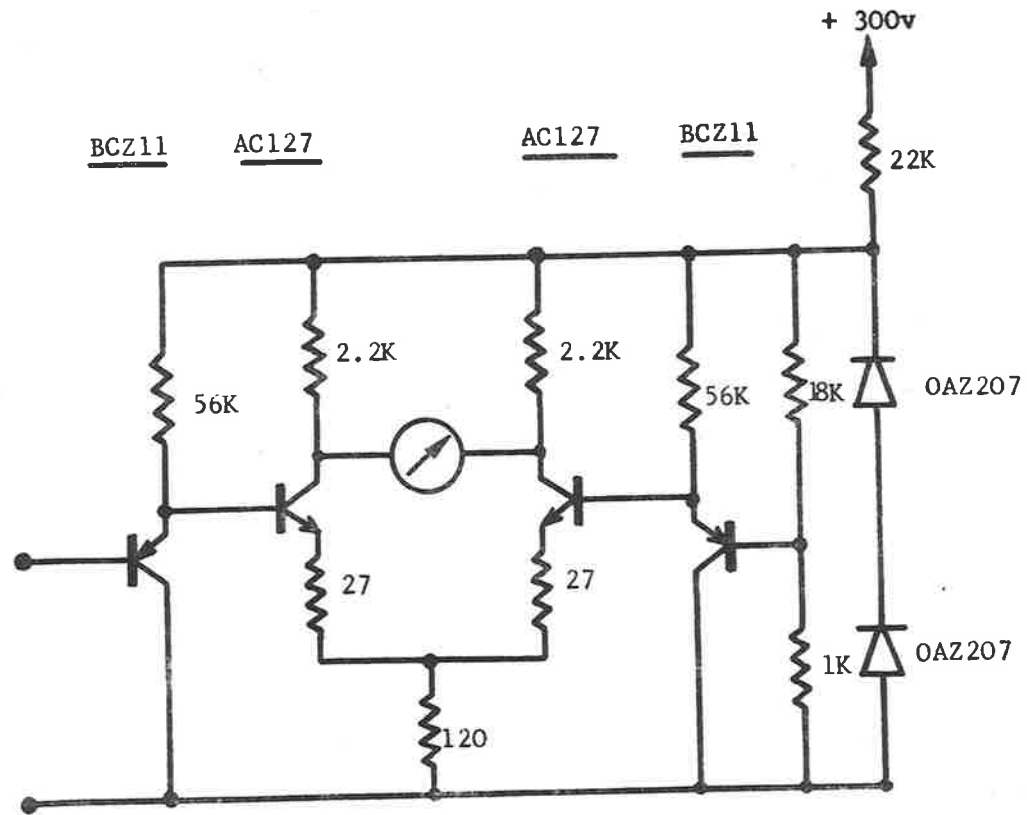 + 300v
BCZ11 AC127 AC127 BCZ11
22K
2.2K 2.2K
56K 56K 18K OAZ207
27 27
1K OAZ207
120